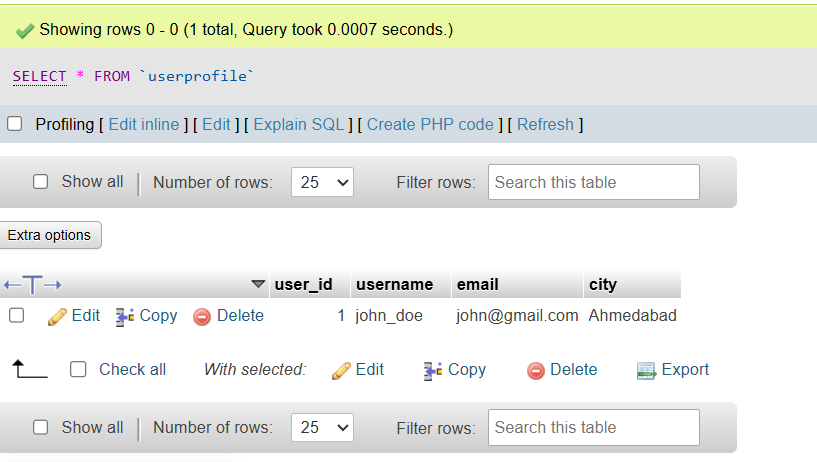 Showing rows 0 - 0 (1 total, Query took 0.0007 seconds.)
SELECT * FROM `userprofile`
Profiling [ Edit inline ] [ Edit ] [ Explain SQL ] [ Create PHP code ] [ Refresh ]
Show all Number of rows: 25 Filter rows: Search this table
Extra options
user_id username email city
Edit Copy Delete 1 john_doe john@gmail.com Ahmedabad
Check all With selected: Edit Copy Delete Export
Show all Number of rows: 25 Filter rows: Search this table